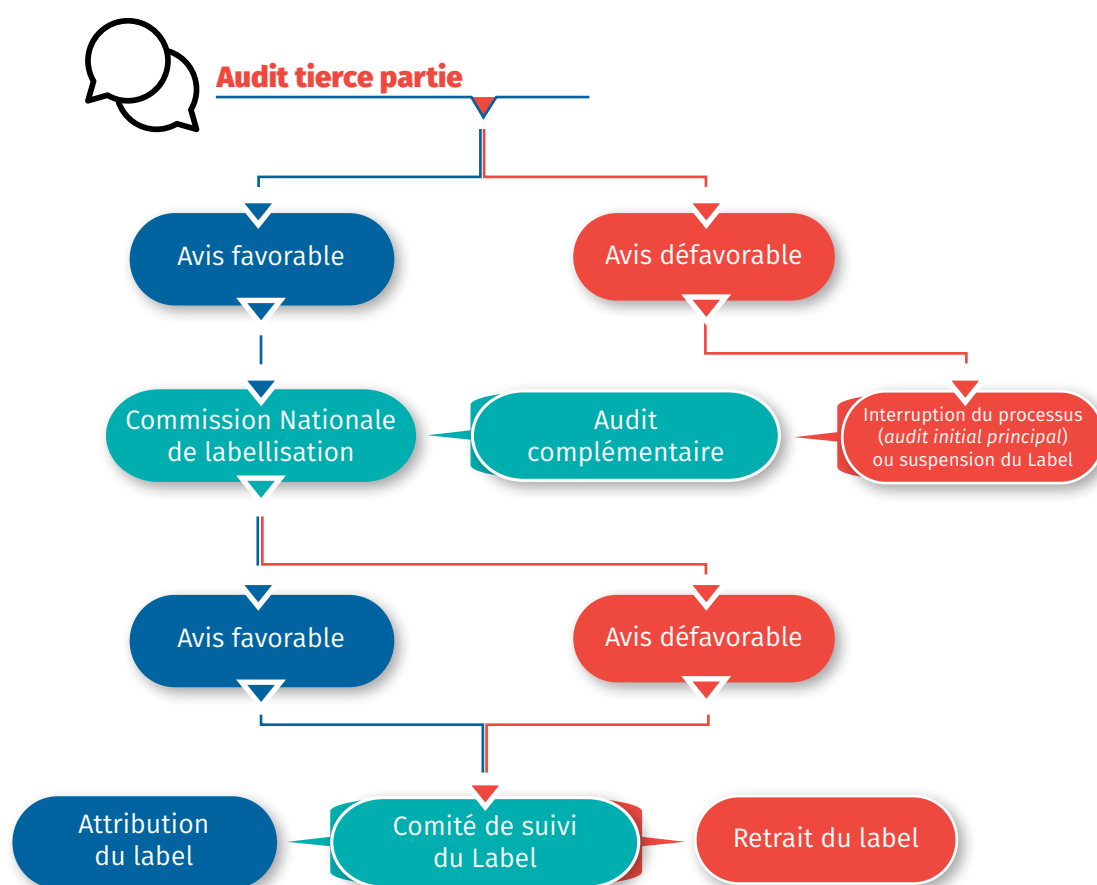 Audit tierce partie
Avis favorable
Avis défavorable
Commission Nationale
de labellisation
Audit
complémentaire
Interruption du processus
(audit initial principal)
ou suspension du Label
Avis favorable
Avis défavorable
Attribution
du label
Comité de suivi
du Label
Retrait du label